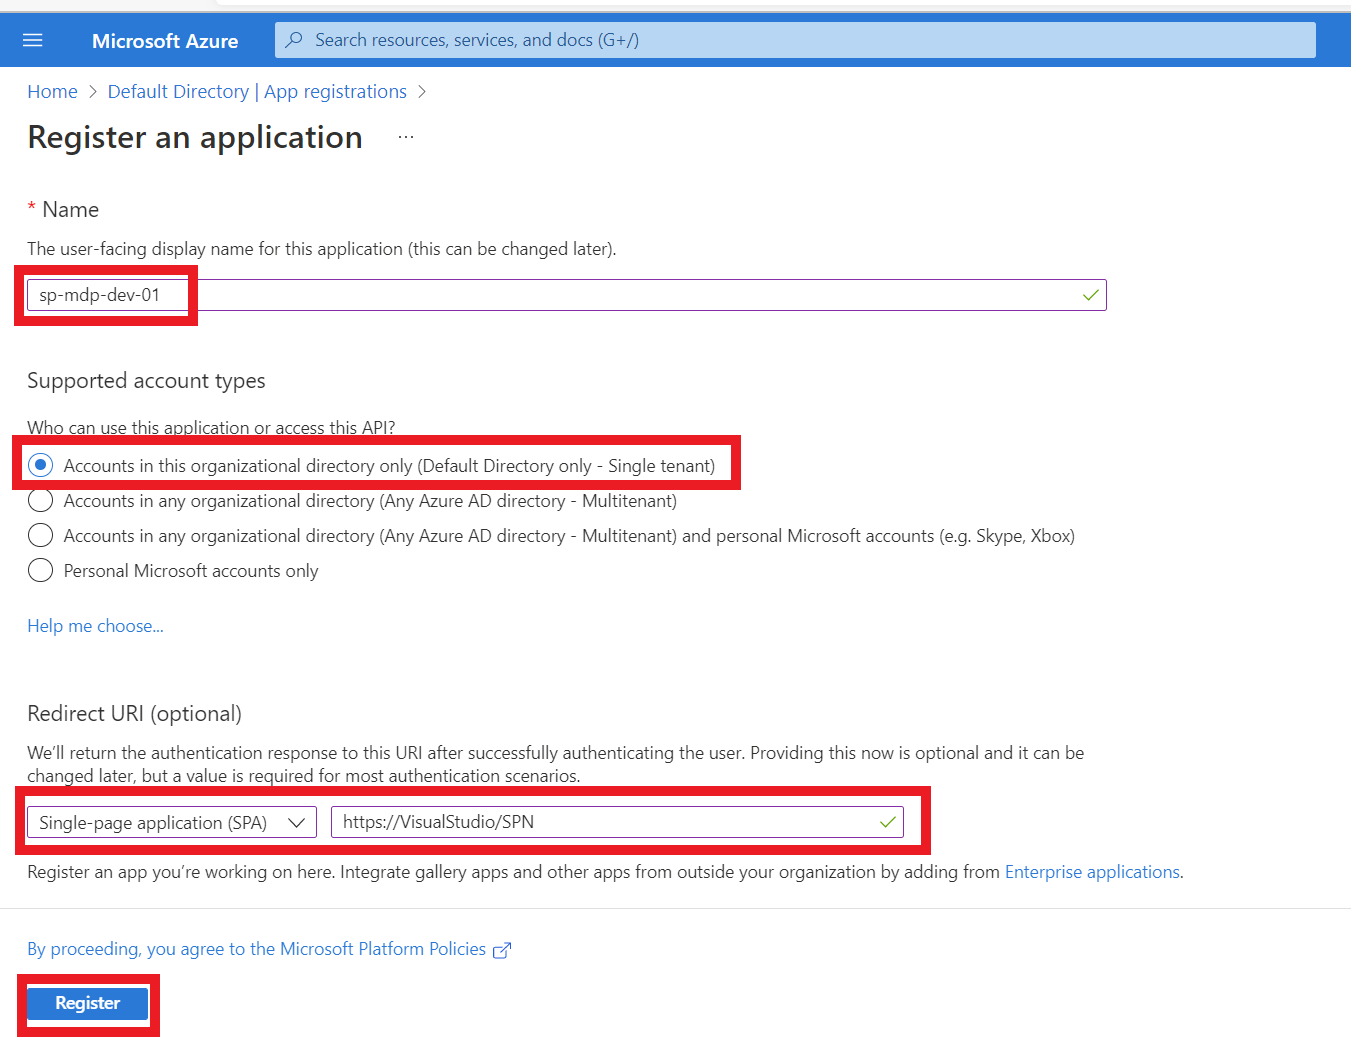 Microsoft Azure
Search resources, services, and docs (G+/)
Home > Default Directory | App registrations >
Register an application ...
* Name
The user-facing display name for this application (this can be changed later).
sp-mdp-dev-01
Supported account types
Who can use this application or access this API?
Accounts in this organizational directory only (Default Directory only - Single tenant)
Accounts in any organizational directory (Any Azure AD directory - Multitenant)
Accounts in any organizational directory (Any Azure AD directory - Multitenant) and personal Microsoft accounts (e.g. Skype, Xbox)
Personal Microsoft accounts only
Help me choose...
Redirect URI (optional)
We'll return the authentication response to this URI after successfully authenticating the user. Providing this now is optional and it can be
changed later, but a value is required for most authentication scenarios.
Single-page application (SPA)
https://VisualStudio/SPN
Register an app you're working on here. Integrate gallery apps and other apps from outside your organization by adding from Enterprise applications.
By proceeding, you agree to the Microsoft Platform Policies
Register